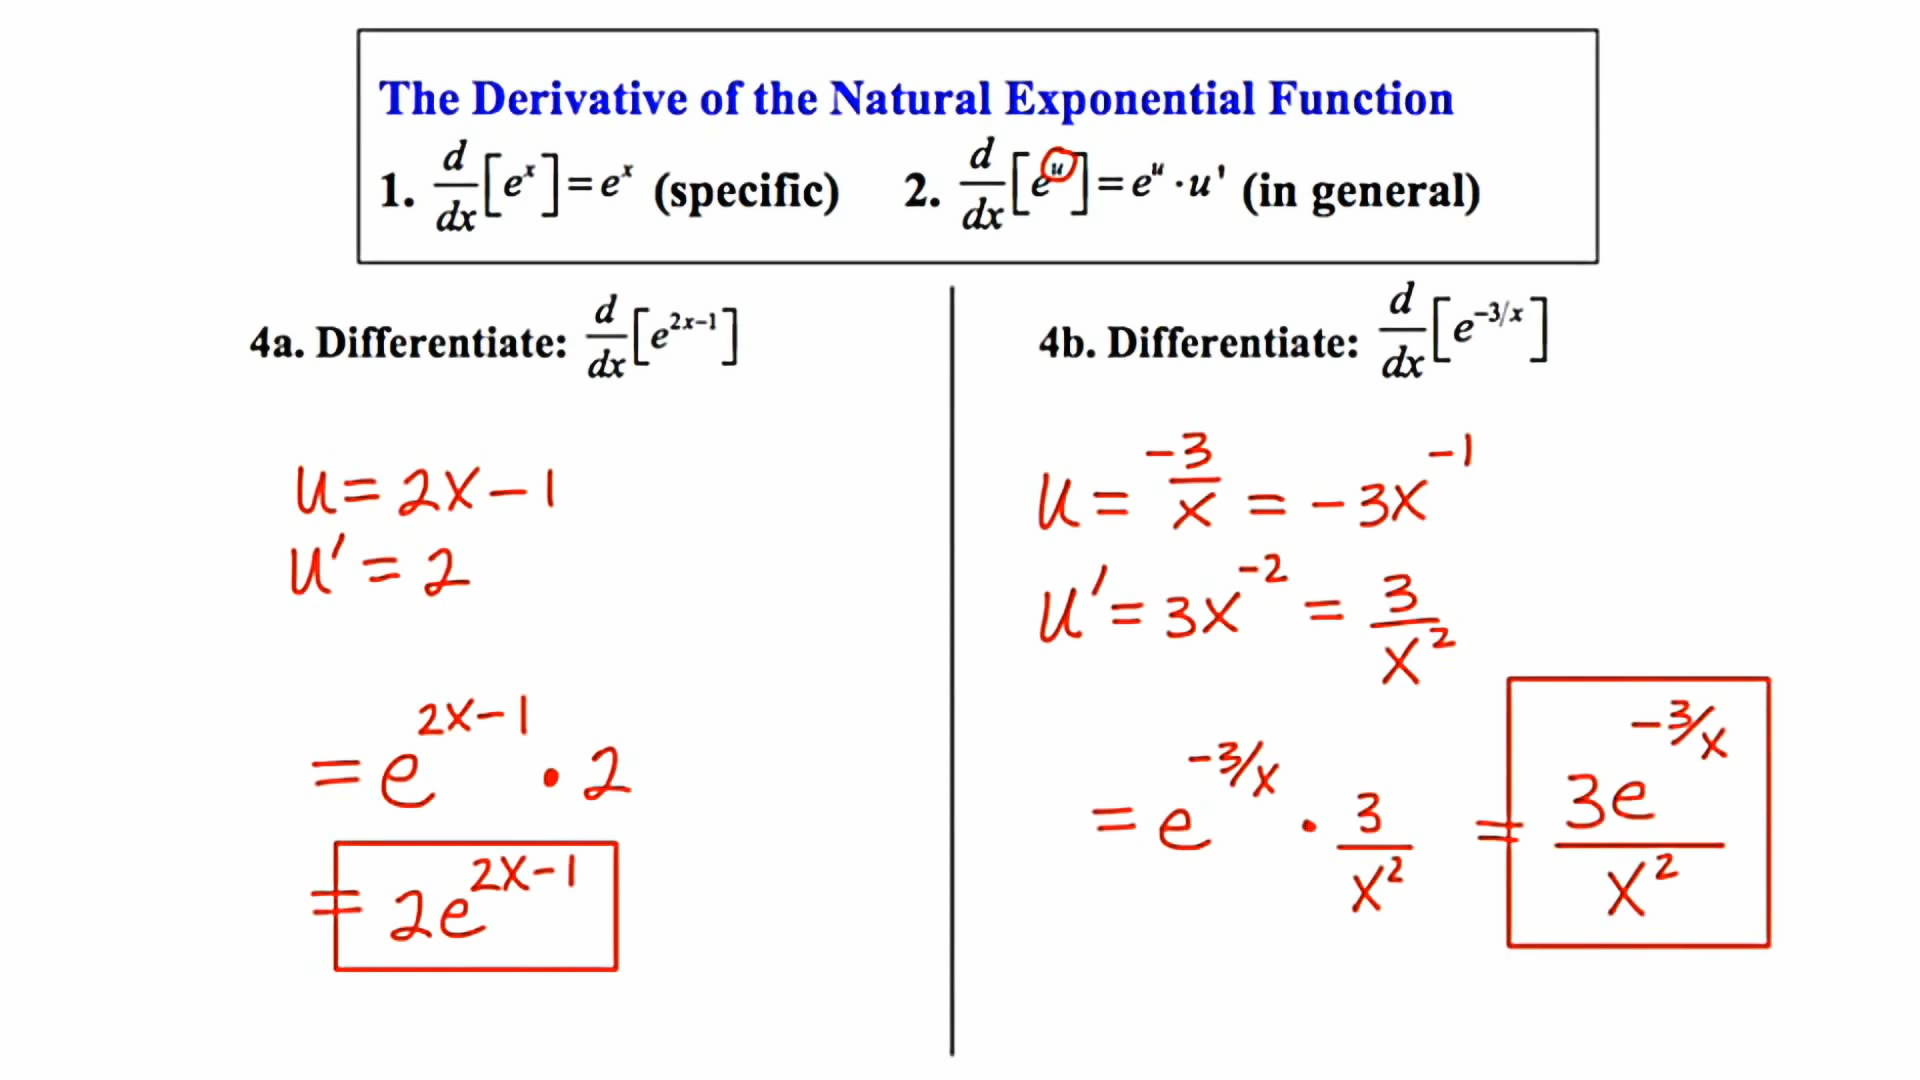 The Derivative of the Natural Exponential Function
1. d/dx [e^x] = e^x (specific) 2. d/dx [e^u] = e^u · u' (in general)
4a. Differentiate: d/dx [e^(2x−1)]
u = 2x − 1
u' = 2
= e^(2x−1) · 2
= 2e^(2x−1)
4b. Differentiate: d/dx [e^(−3/x)]
u = −3/x = −3x^(−1)
u' = 3x^(−2) = 3/x^2
= e^(−3/x) · 3/x^2 = 3e^(−3/x)/x^2